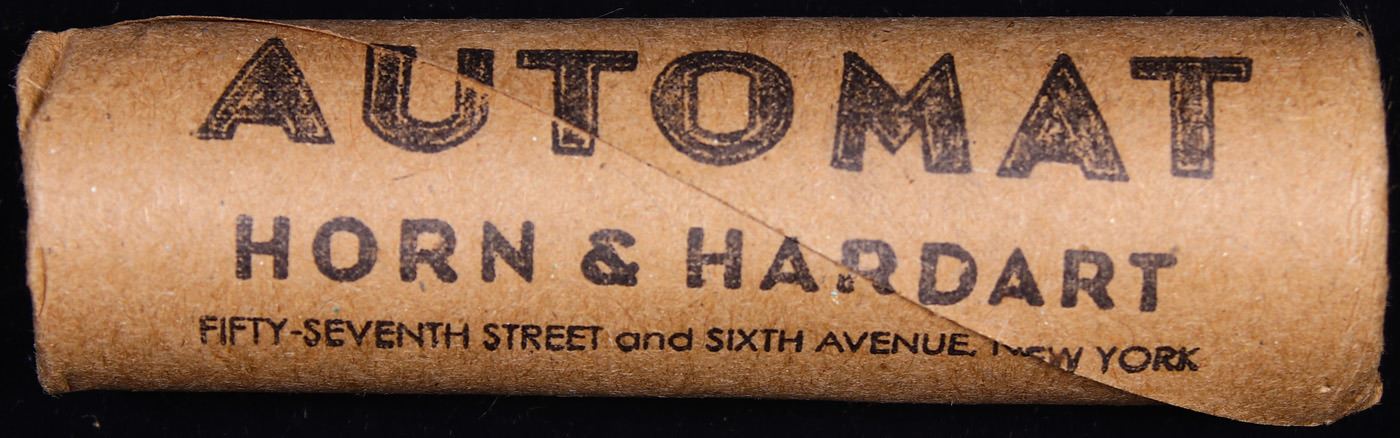 AUTOMAT
HORN & HARDART
FIFTY-SEVENTH STREET and SIXTH AVENUE, NEW YORK